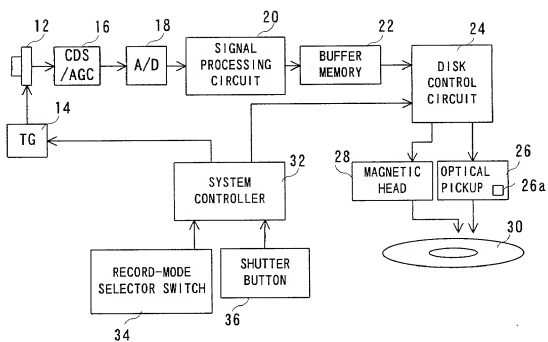 12
16
18
20
22
24
CDS
/AGC
A/D
SIGNAL
PROCESSING
CIRCUIT
BUFFER
MEMORY
DISK
CONTROL
CIRCUIT
14
TG
32
SYSTEM
CONTROLLER
28
MAGNETIC
HEAD
OPTICAL
PICKUP
26
26a
30
RECORD-MODE
SELECTOR SWITCH
34
SHUTTER
BUTTON
36